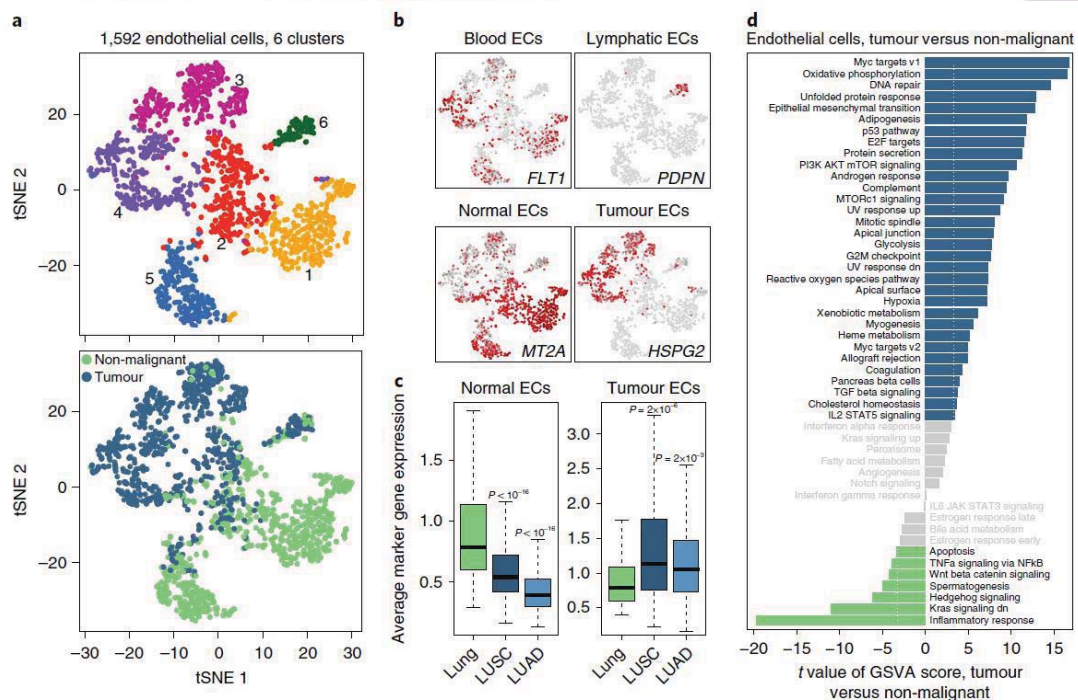 a
1,592 endothelial cells, 6 clusters
tSNE 2
20
0
−20
3
6
4
2
1
5
Non-malignant
Tumour
tSNE 2
20
0
−20
−30 −20 −10 0 10 20 30
tSNE 1
b
Blood ECs
Lymphatic ECs
FLT1
PDPN
Normal ECs
Tumour ECs
MT2A
HSPG2
c
Normal ECs
Tumour ECs
Average marker gene expression
1.5
1.0
0.5
P < 10⁻¹⁶
P < 10⁻¹⁶
Lung
LUSC
LUAD
3.0
2.5
2.0
1.5
1.0
0.5
P = 2×10⁻⁶
P = 2×10⁻³
Lung
LUSC
LUAD
d
Endothelial cells, tumour versus non-malignant
Myc targets v1
Oxidative phosphorylation
DNA repair
Unfolded protein response
Epithelial mesenchymal transition
Adipogenesis
p53 pathway
E2F targets
Protein secretion
PI3K AKT mTOR signaling
Androgen response
Complement
MTORc1 signaling
UV response up
Mitotic spindle
Apical junction
Glycolysis
G2M checkpoint
UV response dn
Reactive oxygen species pathway
Apical surface
Hypoxia
Xenobiotic metabolism
Myogenesis
Heme metabolism
Myc targets v2
Allograft rejection
Coagulation
Pancreas beta cells
TGF beta signaling
Cholesterol homeostasis
IL2 STAT5 signaling
Interferon alpha response
Kras signaling up
Peroxisome
Fatty acid metabolism
Angiogenesis
Notch signaling
Interferon gamma response
IL6 JAK STAT3 signaling
Estrogen response late
Bile acid metabolism
Estrogen response early
Apoptosis
TNFa signaling via NFkB
Wnt beta catenin signaling
Spermatogenesis
Hedgehog signaling
Kras signaling dn
Inflammatory response
−20 −15 −10 −5 0 5 10 15
t value of GSVA score, tumour
versus non-malignant